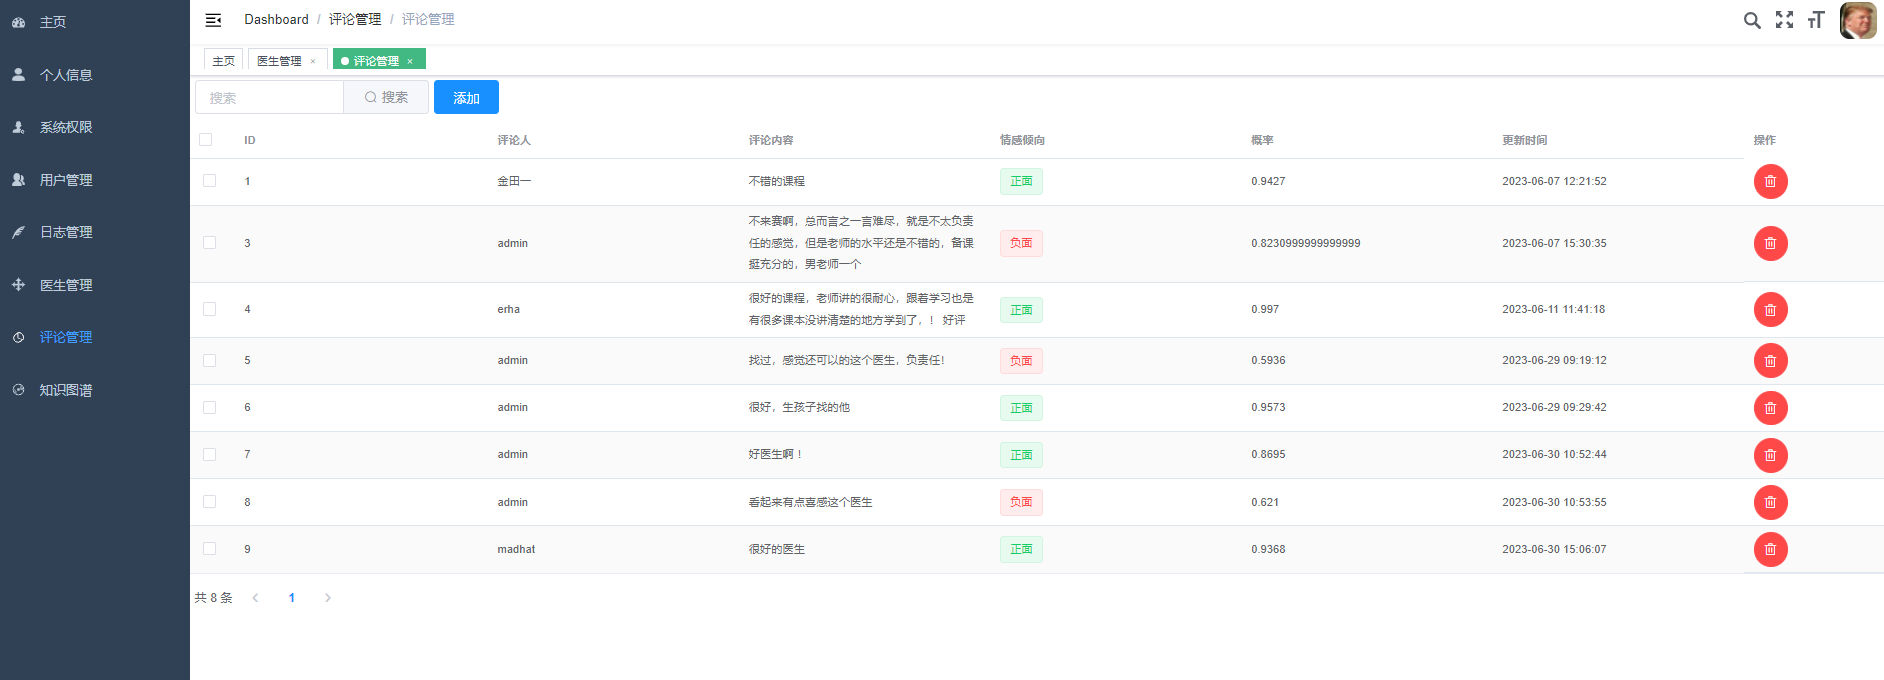 主页
个人信息
系统权限
用户管理
日志管理
医生管理
评论管理
知识图谱
Dashboard / 评论管理 / 评论管理
主页 医生管理 × 评论管理 ×
搜索 搜索 添加
ID 评论人 评论内容 情感倾向 概率 更新时间 操作
1 金田一 不错的课程 正面 0.9427 2023-06-07 12:21:52
3 admin 不来赛啊，总而言之一言难尽，就是不太负责
任的感觉，但是老师的水平还是不错的，备课
挺充分的，男老师一个 负面 0.8230999999999999 2023-06-07 15:30:35
4 erha 很好的课程，老师讲的很耐心，跟着学习也是
有很多课本没讲清楚的地方学到了，！ 好评 正面 0.997 2023-06-11 11:41:18
5 admin 找过，感觉还可以的这个医生，负责任！ 负面 0.5936 2023-06-29 09:19:12
6 admin 很好，生孩子找的他 正面 0.9573 2023-06-29 09:29:42
7 admin 好医生啊！ 正面 0.8695 2023-06-30 10:52:44
8 admin 看起来有点喜感这个医生 负面 0.621 2023-06-30 10:53:55
9 madhat 很好的医生 正面 0.9368 2023-06-30 15:06:07
共 8 条 1